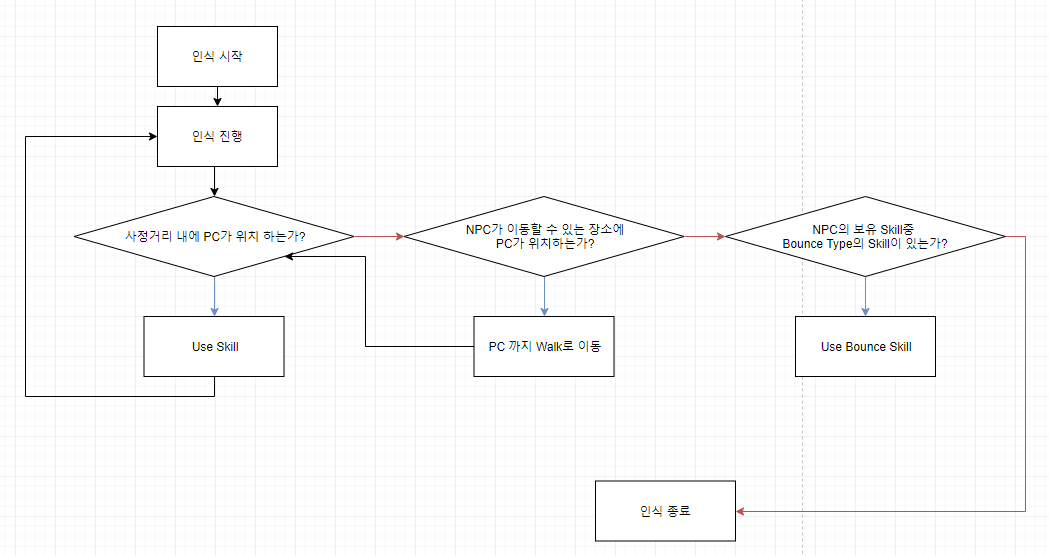 인식 시작
인식 진행
사정거리 내에 PC가 위치 하는가?
NPC가 이동할 수 있는 장소에
PC가 위치하는가?
NPC의 보유 Skill중
Bounce Type의 Skill이 있는가?
Use Skill
PC 까지 Walk로 이동
Use Bounce Skill
인식 종료